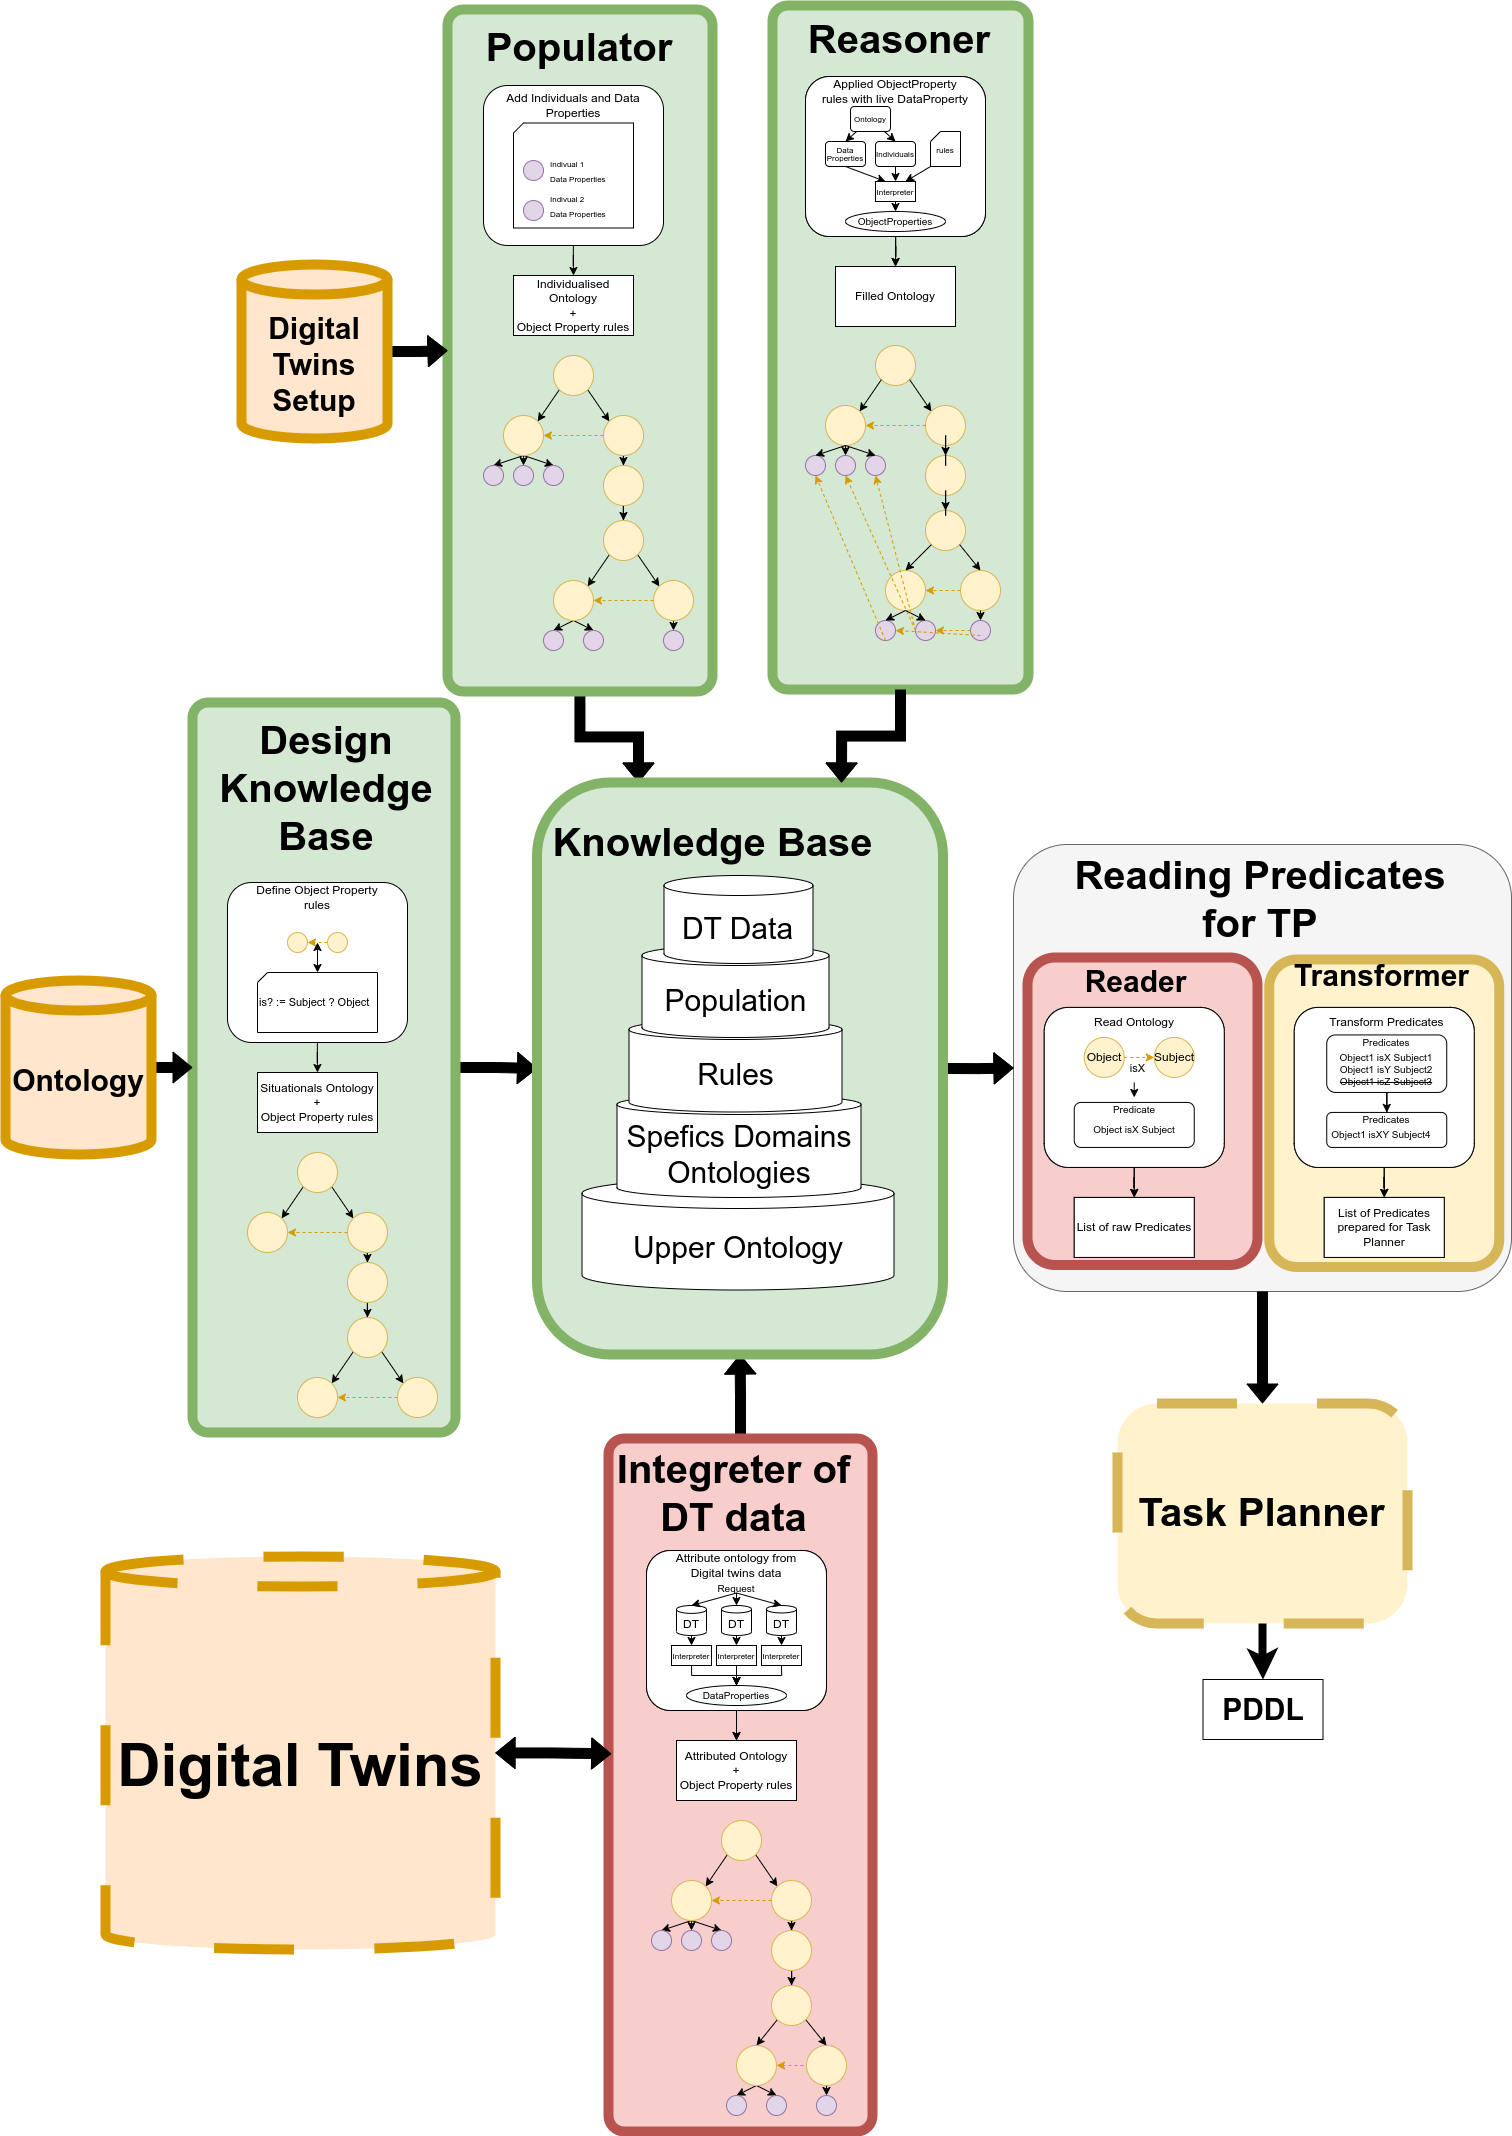 Populator
Add Individuals and Data
Properties
Indivual 1
Data Properties
Indivual 2
Data Properties
Individualised
Ontology
+
Object Property rules
Reasoner
Applied ObjectProperty
rules with live DataProperty
Ontology
Data
Properties
Individuals
rules
Interpreter
ObjectProperties
Filled Ontology
Digital
Twins
Setup
Design
Knowledge
Base
Define Object Property
rules
is? := Subject ? Object
Situationals Ontology
+
Object Property rules
Ontology
Knowledge Base
DT Data
Population
Rules
Spefics Domains
Ontologies
Upper Ontology
Reading Predicates
for TP
Reader
Read Ontology
Object
Subject
isX
Predicate
Object isX Subject
List of raw Predicates
Transformer
Transform Predicates
Predicates
Object1 isX Subject1
Object1 isY Subject2
Object1 isZ Subject3
Predicates
Object1 isXY Subject4
List of Predicates
prepared for Task
Planner
Task Planner
PDDL
Integreter of
DT data
Attribute ontology from
Digital twins data
Request
DT
DT
DT
Interpreter
Interpreter
Interpreter
DataProperties
Attributed Ontology
+
Object Property rules
Digital Twins